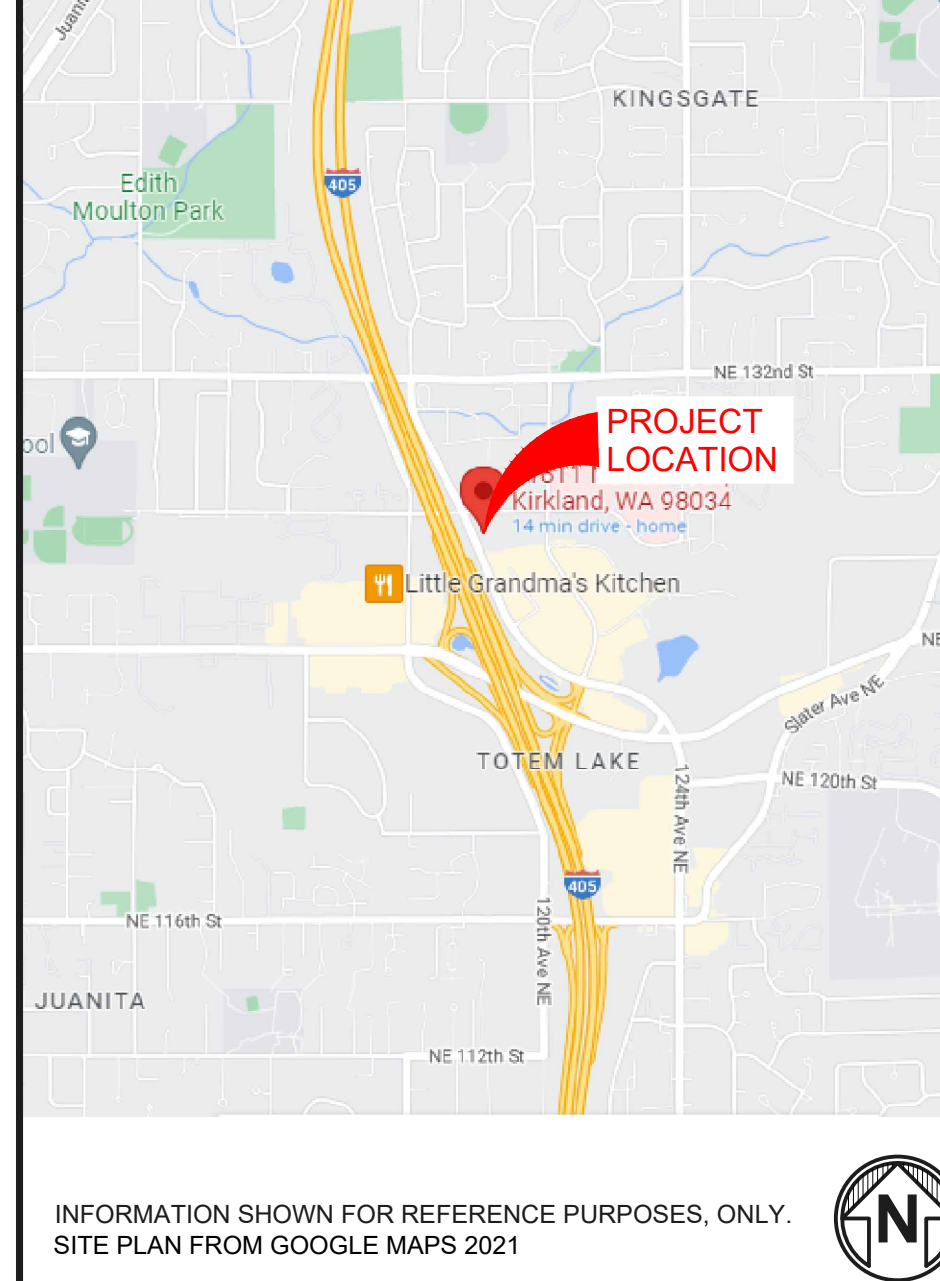 KINGSGATE
405
Edith
Moulton Park
NE 132nd St
PROJECT
LOCATION
Kirkland, WA 98034
14 min drive - home
Little Grandma's Kitchen
Slater Ave NE
TOTEM LAKE
124th Ave NE
NE 120th St
405
NE 116th St
120th Ave NE
JUANITA
NE 112th St
INFORMATION SHOWN FOR REFERENCE PURPOSES, ONLY.
SITE PLAN FROM GOOGLE MAPS 2021
N